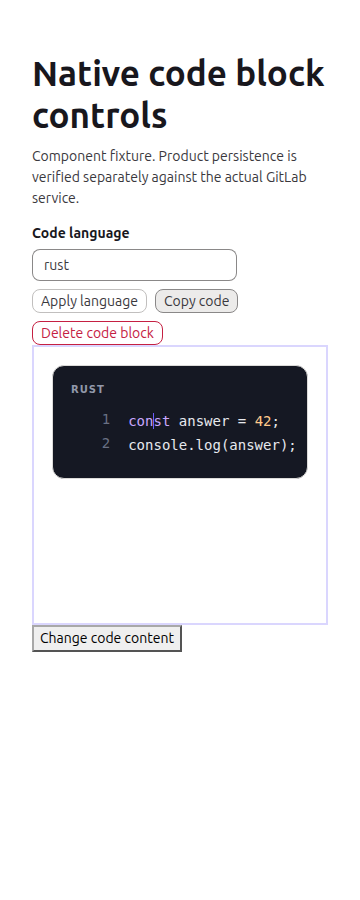 Native code block
controls
Component fixture. Product persistence is
verified separately against the actual GitLab
service.
Code language
rust
Apply language
Copy code
Delete code block
RUST
1 const answer = 42;
2 console.log(answer);
Change code content